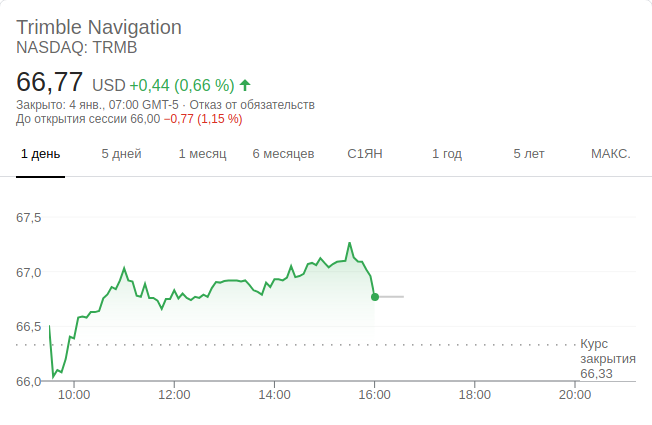 Trimble Navigation
NASDAQ: TRMB
66,77 USD +0,44 (0,66 %)
Закрыто: 4 янв., 07:00 GMT-5 · Отказ от обязательств
До открытия сессии 66,00 −0,77 (1,15 %)
1 день 5 дней 1 месяц 6 месяцев С1ЯН 1 год 5 лет МАКС.
67,5
67,0
66,5
Курс
закрытия
66,33
66,0
10:00 12:00 14:00 16:00 18:00 20:00